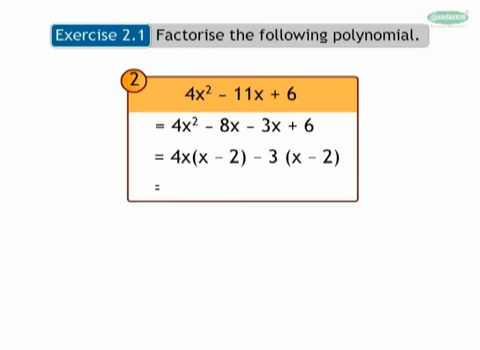 Exercise 2.1 Factorise the following polynomial.
2
4x² – 11x + 6
= 4x² – 8x – 3x + 6
= 4x(x – 2) – 3 (x – 2)
=